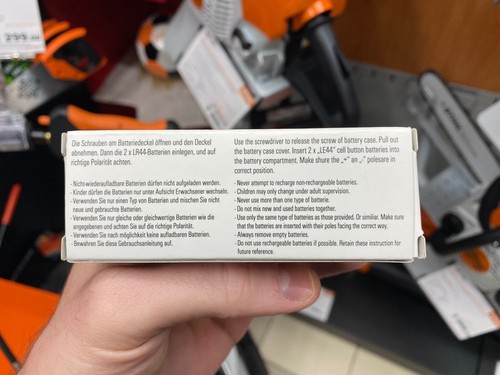 299.
Die Schrauben am Batteriedeckel öffnen und den Deckel
abnehmen. Dann die 2 x LR44-Batterien einlegen, und auf
richtige Polarität achten.
- Nicht-wiederaufladbare Batterien dürfen nicht aufgeladen werden.
- Kinder dürfen die Batterien nur unter Aufsicht Erwachsener wechseln.
- Verwenden Sie nur einen Typ von Batterien und mischen Sie nicht
neue und gebrauchte Batterien.
- Verwenden Sie nur gleiche oder gleichwertige Batterien wie die
angegebenen und achten Sie auf die richtige Polarität.
- Verwenden Sie nach möglichkeit keine aufladbaren Batterien.
- Bewahren Sie diese Gebrauchsanleitung auf.
Use the screwdriver to release the screw of battery case. Pull out
the battery case cover. Insert 2 x „LE44" cell button batteries into
the battery compartment. Make shure the „+" an „-" polesare in
correct position.
- Never attempt to recharge non-rechargeable batteries.
- Children may only change under adult supervision.
- Never use more than one type of batterie.
- Do not mix new and used batteries together.
- Use only the same type of batteries as those provided. Or similar. Make sure
that the batteries are inserted with their poles facing the correct way.
- Always remove empty batteries.
- Do not use rechargeable batteries if possible. Retain these instruction for
future reference.